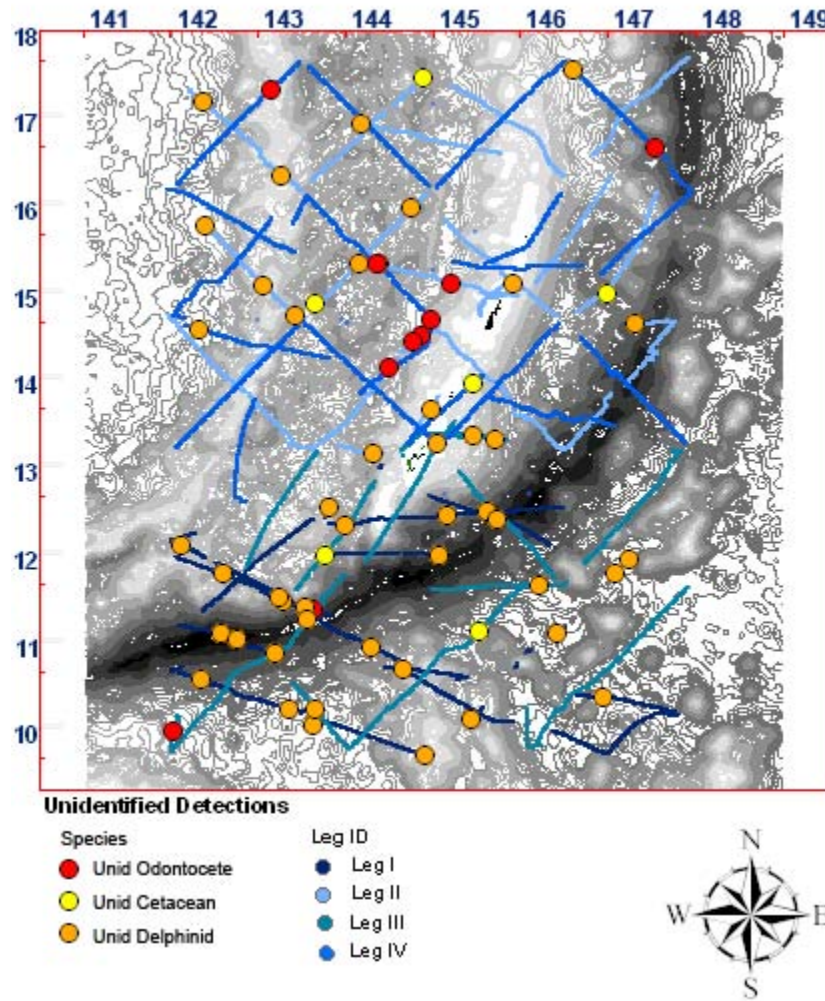 141 142 143 144 145 146 147 148 149
18
17
16
15
14
13
12
11
10
Unidentified Detections
Species
Unid Odontocete
Unid Cetacean
Unid Delphinid
Leg ID
Leg I
Leg II
Leg III
Leg IV
N
W E
S